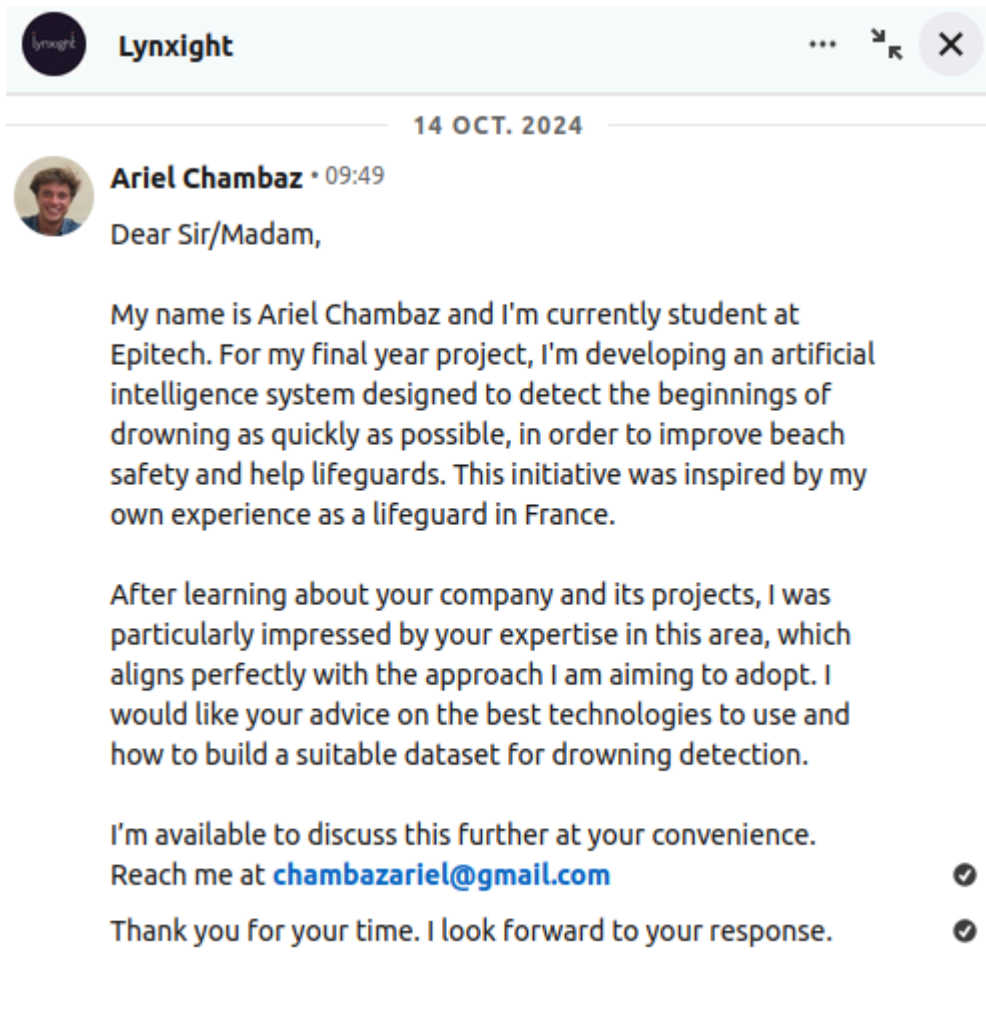 lynxight
Lynxight
14 OCT. 2024
Ariel Chambaz • 09:49
Dear Sir/Madam,
My name is Ariel Chambaz and I'm currently student at
Epitech. For my final year project, I'm developing an artificial
intelligence system designed to detect the beginnings of
drowning as quickly as possible, in order to improve beach
safety and help lifeguards. This initiative was inspired by my
own experience as a lifeguard in France.
After learning about your company and its projects, I was
particularly impressed by your expertise in this area, which
aligns perfectly with the approach I am aiming to adopt. I
would like your advice on the best technologies to use and
how to build a suitable dataset for drowning detection.
I’m available to discuss this further at your convenience.
Reach me at chambazariel@gmail.com
Thank you for your time. I look forward to your response.